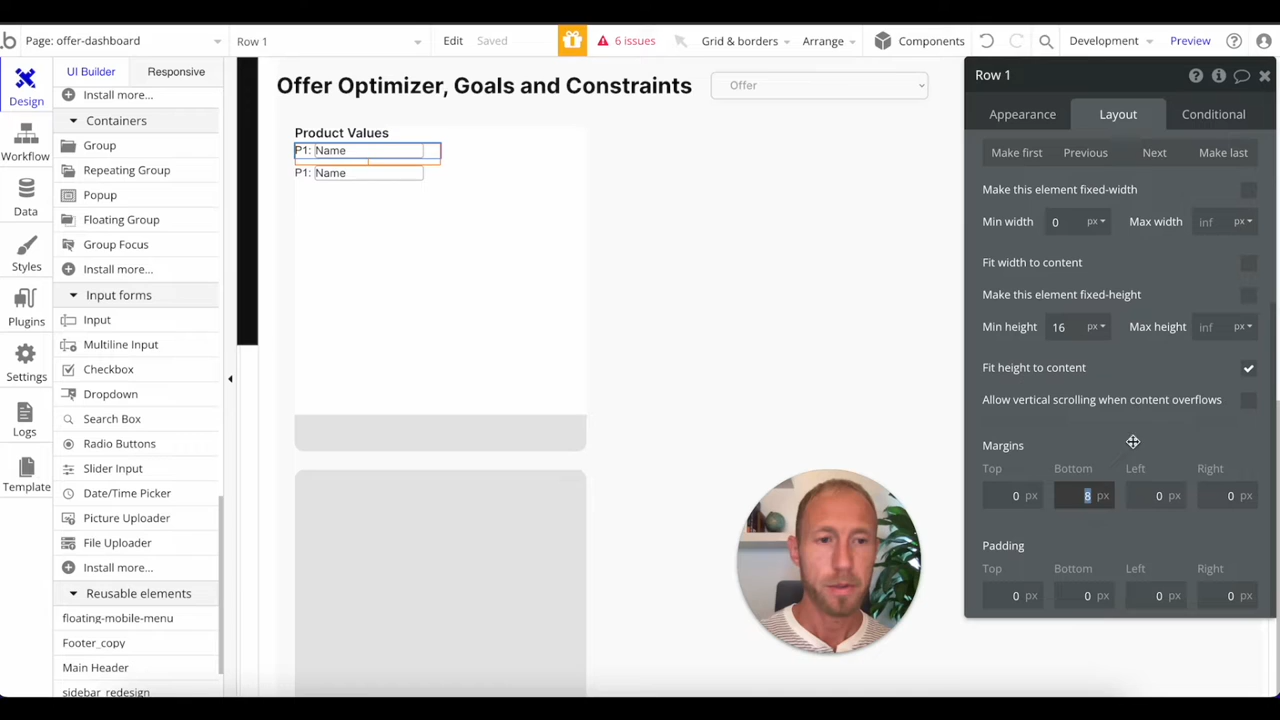 .b Page: offer-dashboard Row 1 Edit Saved 6 issues Grid & borders Arrange Components Development Preview
Design
Workflow
Data
Styles
Plugins
Settings
Logs
Template
UI Builder Responsive
Install more...
Containers
Group
Repeating Group
Popup
Floating Group
Group Focus
Install more...
Input forms
Input
Multiline Input
Checkbox
Dropdown
Search Box
Radio Buttons
Slider Input
Date/Time Picker
Picture Uploader
File Uploader
Install more...
Reusable elements
floating-mobile-menu
Footer_copy
Main Header
sidebar_redesign
Offer Optimizer, Goals and Constraints Offer
Product Values
P1: Name
P1: Name
Row 1
Appearance Layout Conditional
Make first Previous Next Make last
Make this element fixed-width
Min width 0 px Max width inf px
Fit width to content
Make this element fixed-height
Min height 16 px Max height inf px
Fit height to content
Allow vertical scrolling when content overflows
Margins
Top Bottom Left Right
0 px 8 px 0 px 0 px
Padding
Top Bottom Left Right
0 px 0 px 0 px 0 px